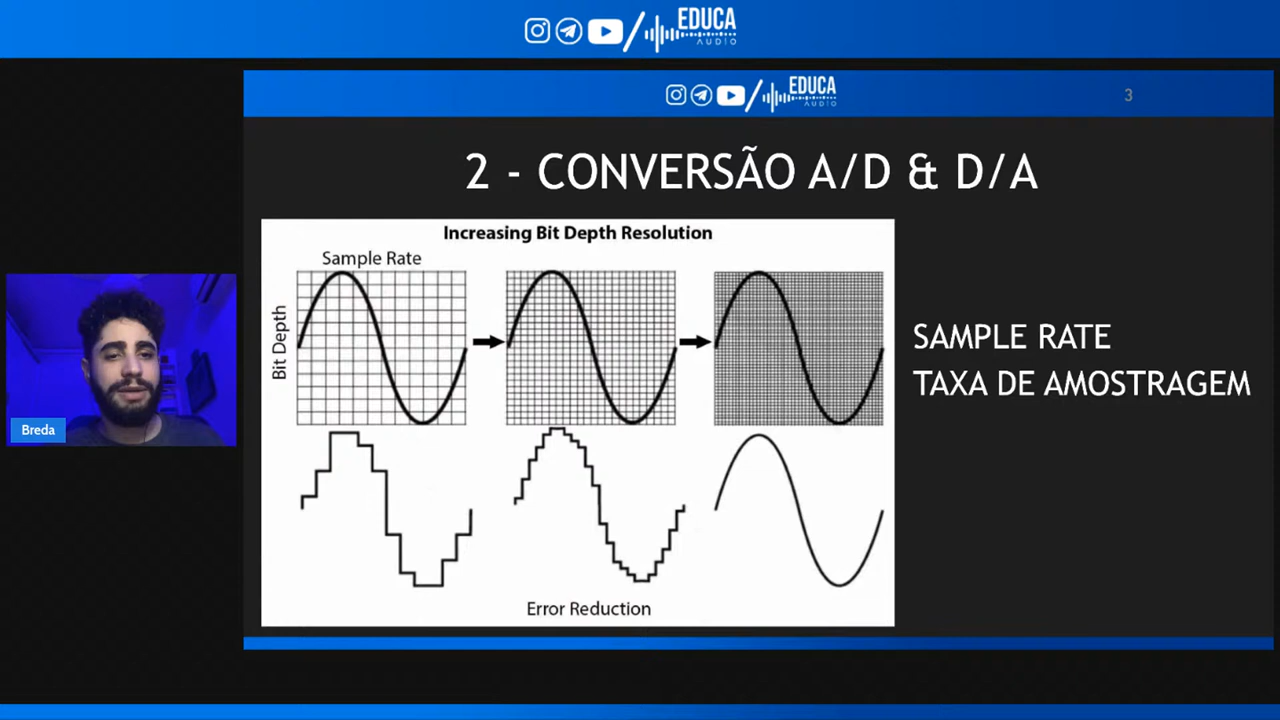 EDUCA
AUDIO
EDUCA
AUDIO
3
2 - CONVERSÃO A/D & D/A
Increasing Bit Depth Resolution
Sample Rate
Bit Depth
SAMPLE RATE
TAXA DE AMOSTRAGEM
Breda
Error Reduction